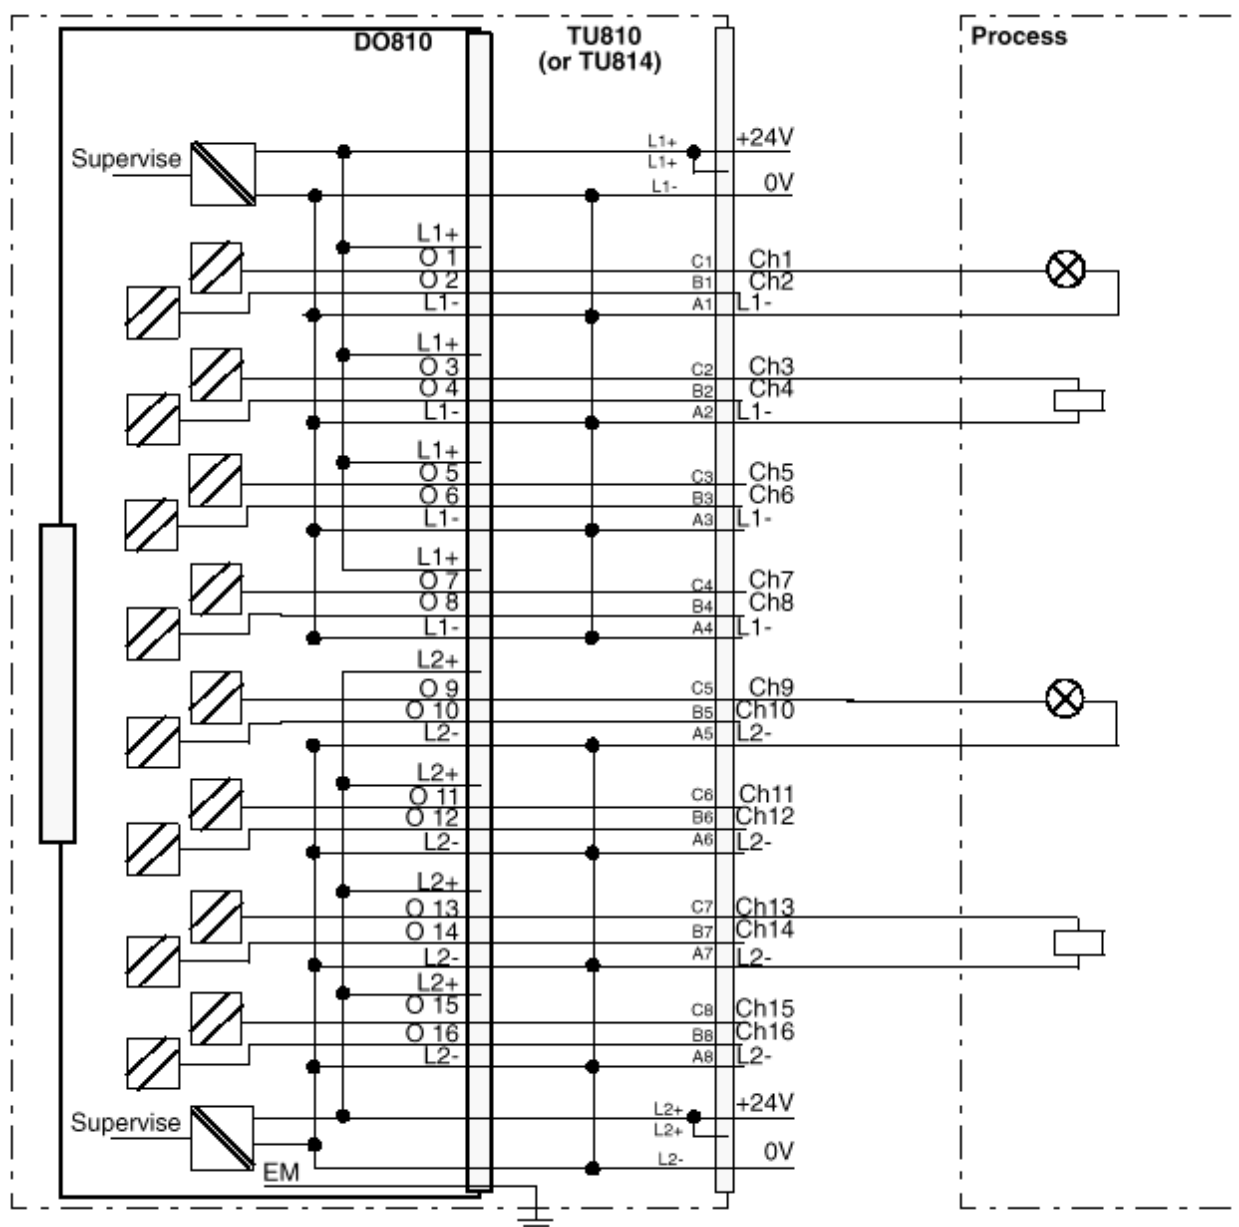 DO810 TU810 Process
(or TU814)
L1+ +24V
Supervise L1+
L1- 0V
L1+
O 1 C1 Ch1
O 2 B1 Ch2
L1- A1 L1-
L1+
O 3 C2 Ch3
O 4 B2 Ch4
L1- A2 L1-
L1+
O 5 C3 Ch5
O 6 B3 Ch6
L1- A3 L1-
L1+
O 7 C4 Ch7
O 8 B4 Ch8
L1- A4 L1-
L2+
O 9 C5 Ch9
O 10 B5 Ch10
L2- A5 L2-
L2+
O 11 C6 Ch11
O 12 B6 Ch12
L2- A6 L2-
L2+
O 13 C7 Ch13
O 14 B7 Ch14
L2- A7 L2-
L2+
O 15 C8 Ch15
O 16 B8 Ch16
L2- A8 L2-
L2+ +24V
Supervise L2+
L2- 0V
EM